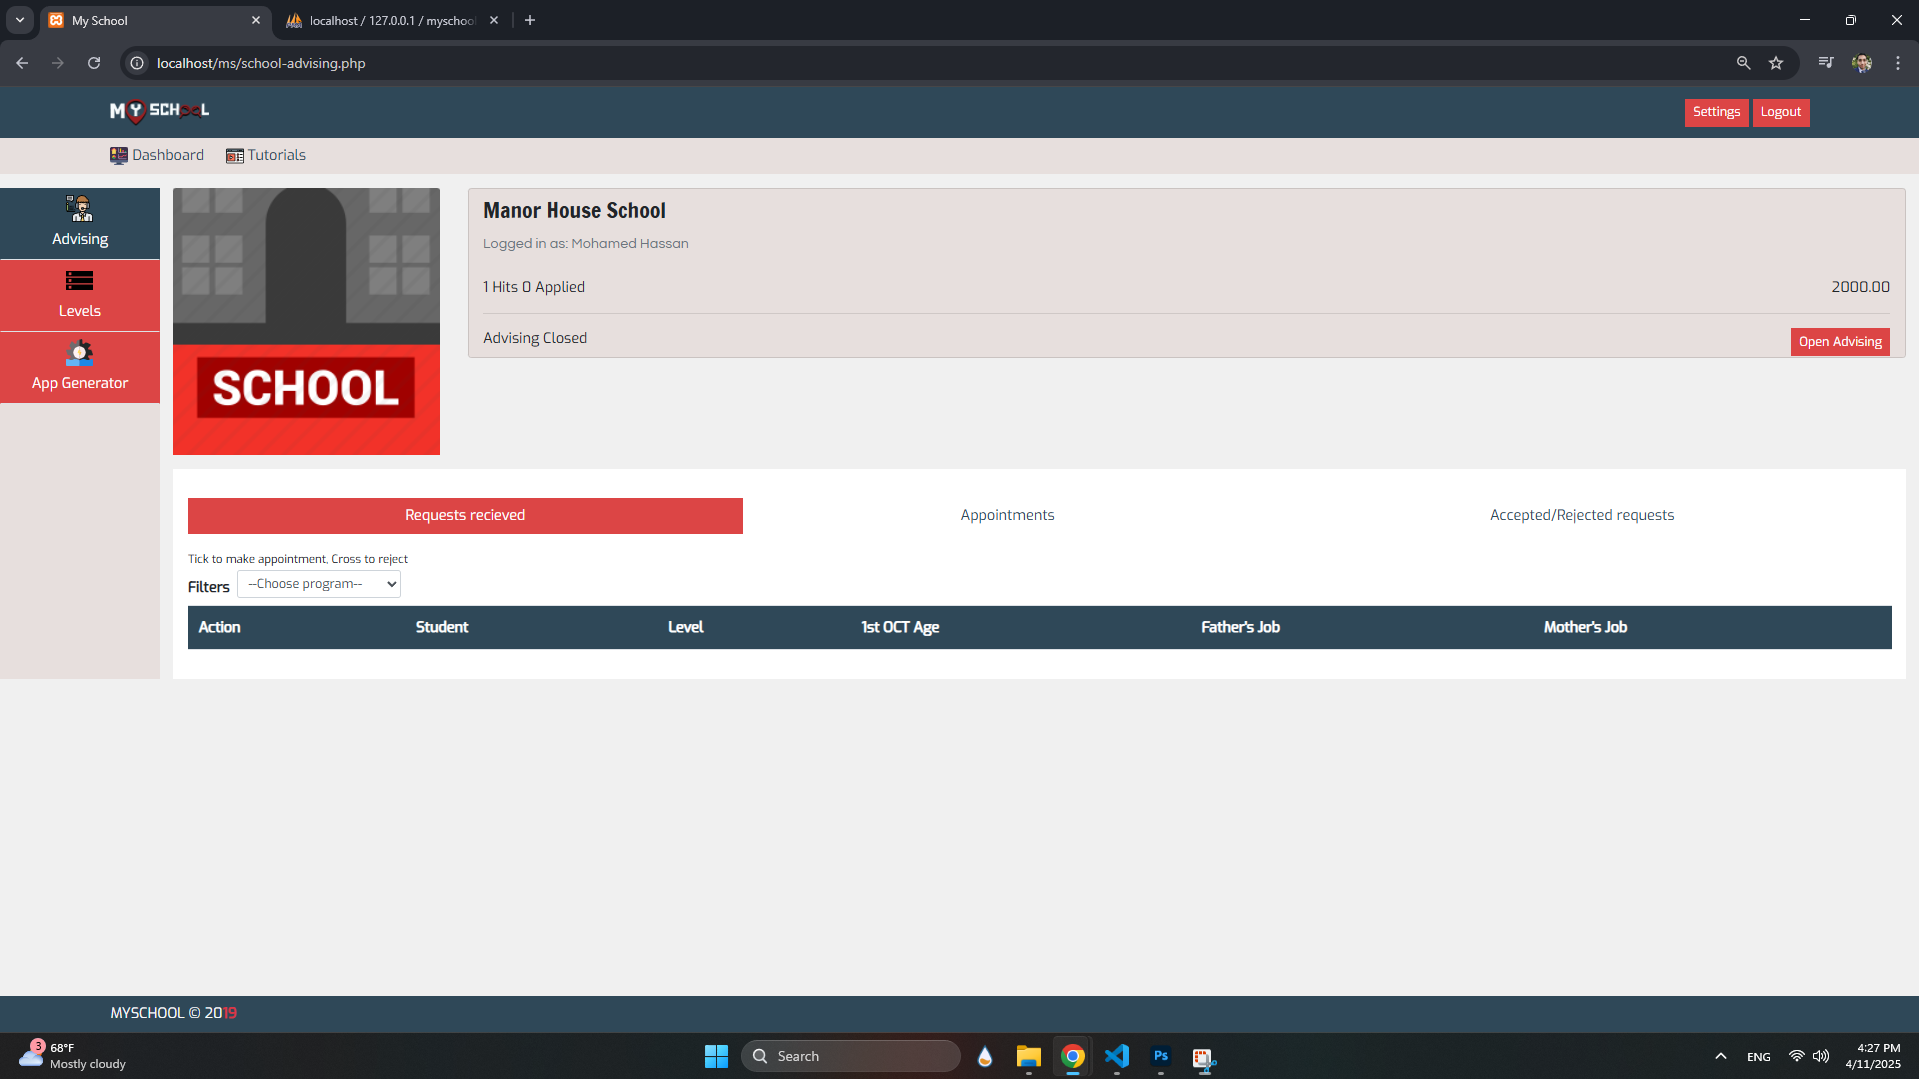 My School
localhost / 127.0.0.1 / myschool
localhost/ms/school-advising.php
MY SCHOOL
Settings
Logout
Dashboard
Tutorials
Advising
Levels
App Generator
SCHOOL
Manor House School
Logged in as: Mohamed Hassan
1 Hits 0 Applied
2000.00
Advising Closed
Open Advising
Requests recieved
Appointments
Accepted/Rejected requests
Tick to make appointment, Cross to reject
Filters
--Choose program--
Action
Student
Level
1st OCT Age
Father's Job
Mother's Job
MYSCHOOL © 2019
3
68°F
Mostly cloudy
Search
Ps
ENG
4:27 PM
4/11/2025